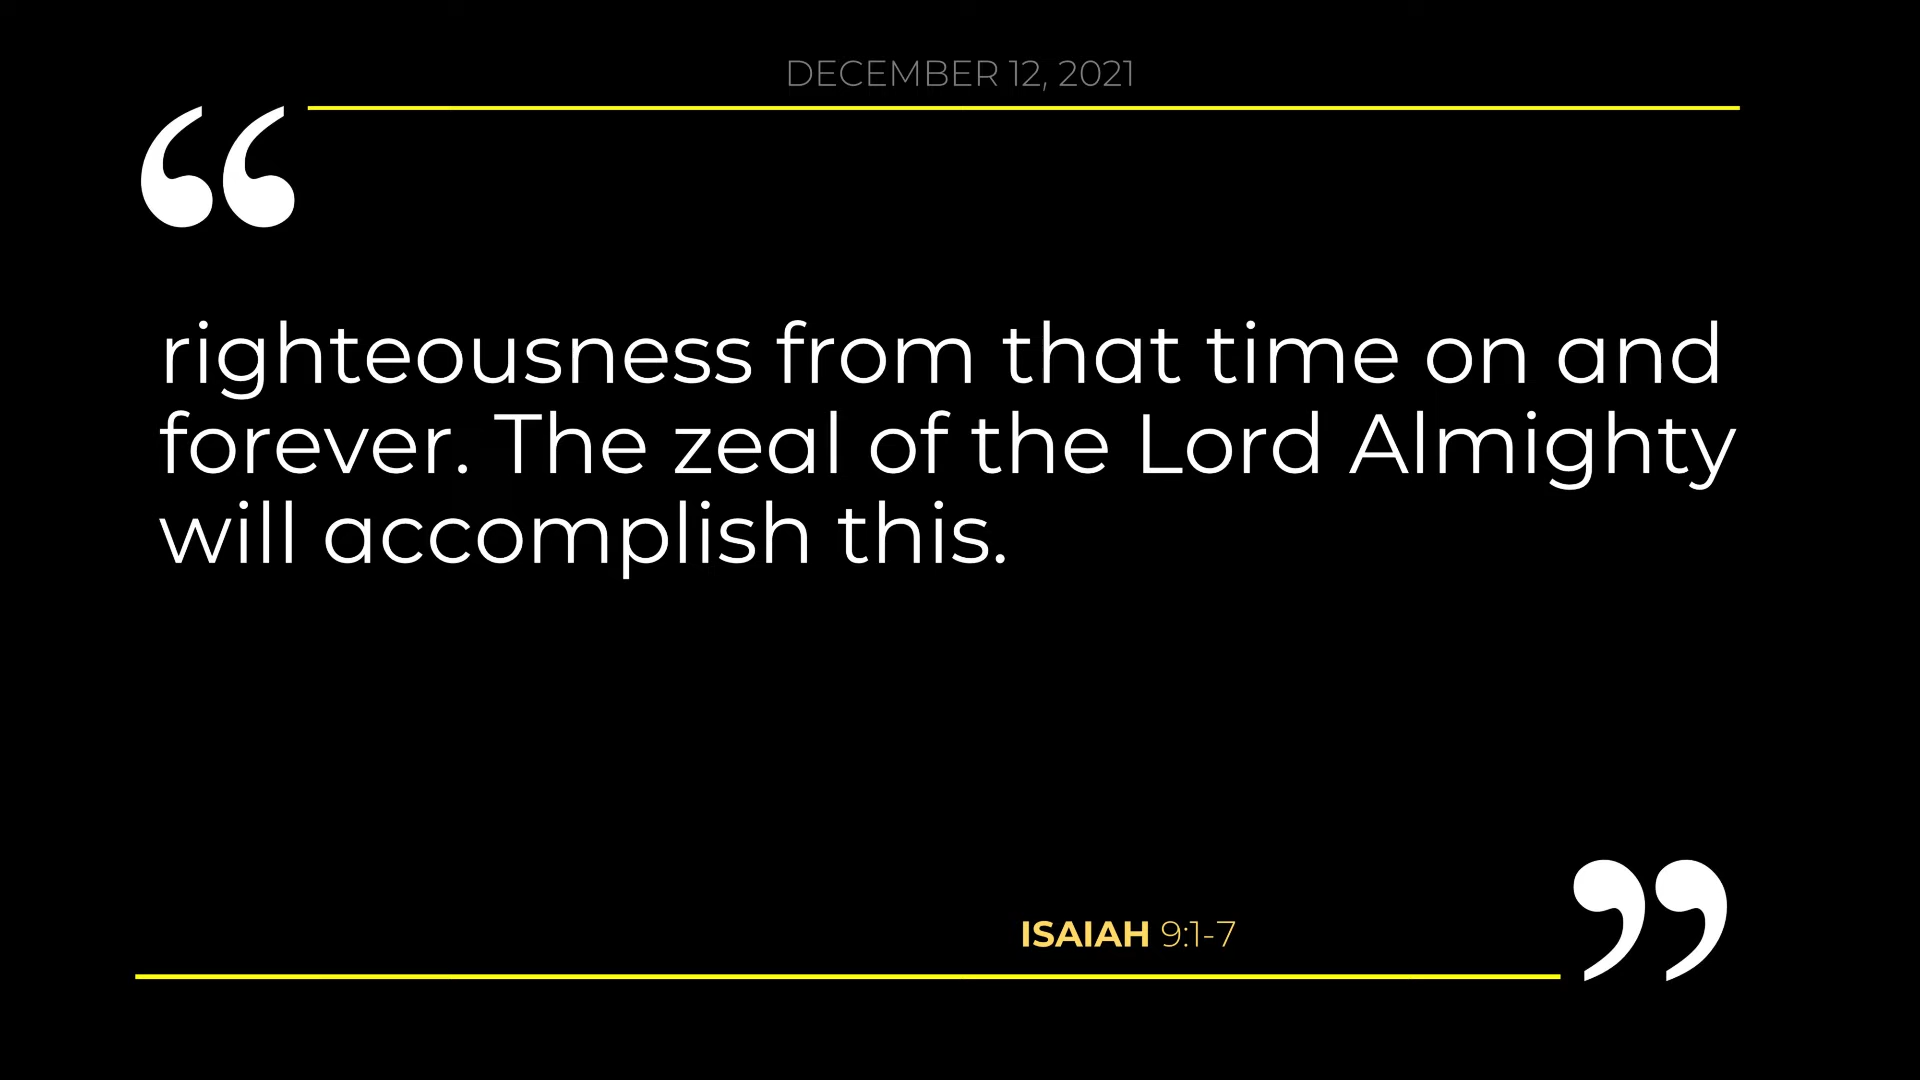 DECEMBER 12, 2021
“
righteousness from that time on and
forever. The zeal of the Lord Almighty
will accomplish this.
ISAIAH 9:1-7
”